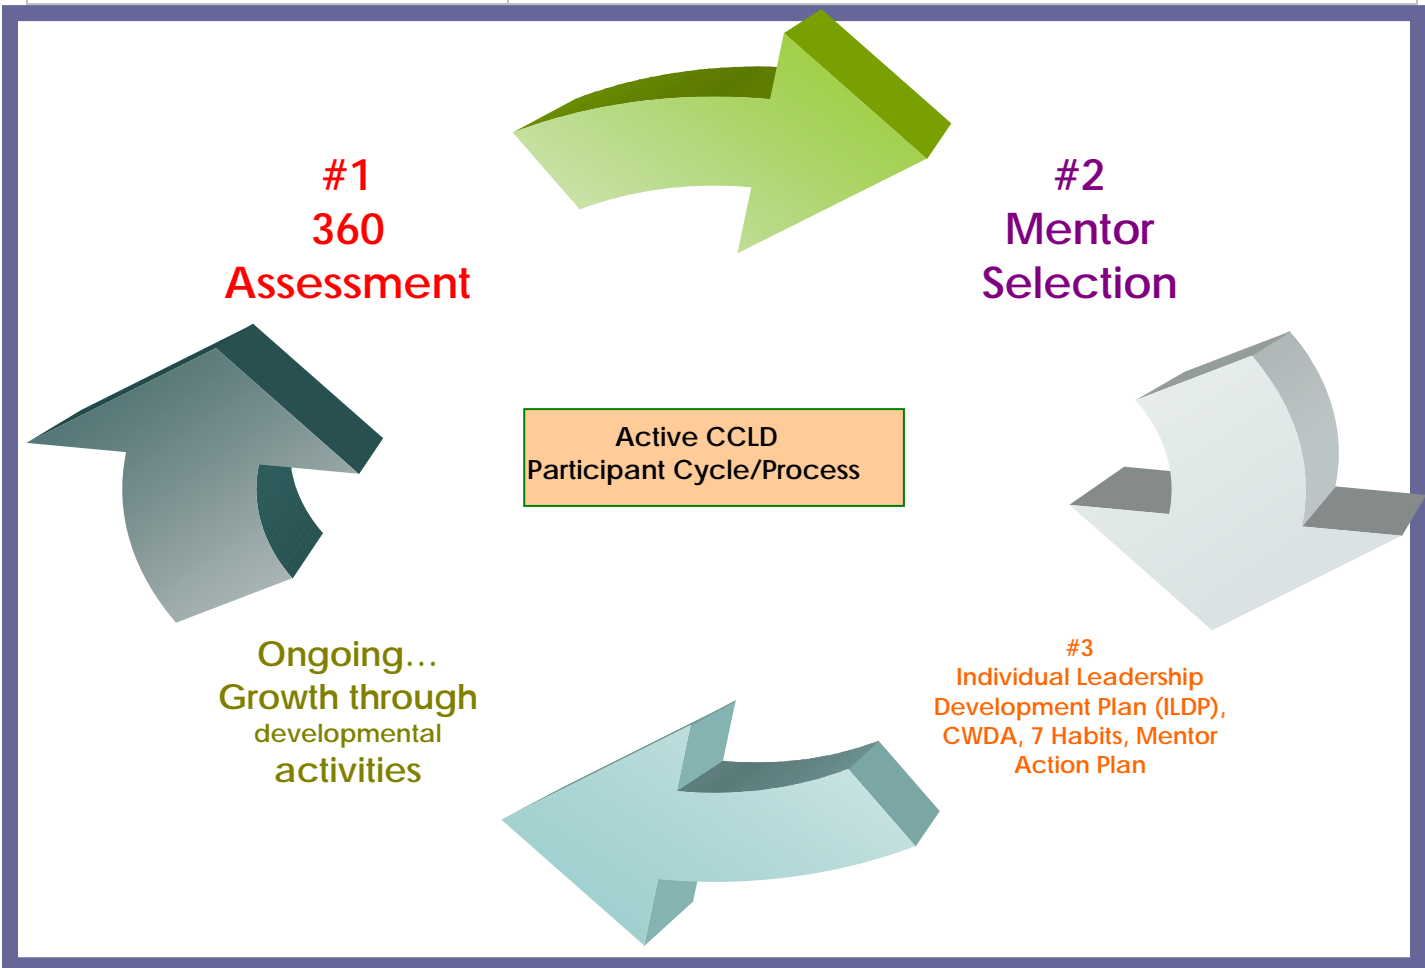 #1
360
Assessment
#2
Mentor
Selection
Active CCLD
Participant Cycle/Process
Ongoing…
Growth through
developmental
activities
#3
Individual Leadership
Development Plan (ILDP),
CWDA, 7 Habits, Mentor
Action Plan